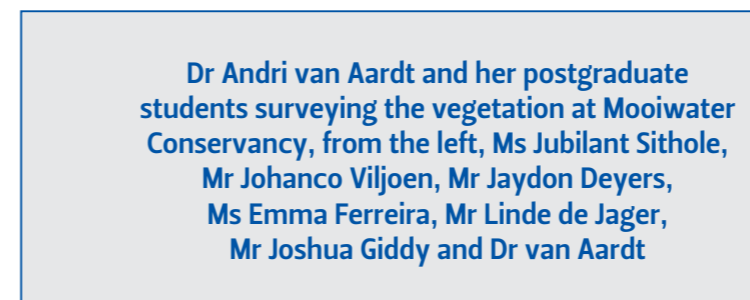 Dr Andri van Aardt and her postgraduate
students surveying the vegetation at Mooiwater
Conservancy, from the left, Ms Jubilant Sithole,
Mr Johanco Viljoen, Mr Jaydon Deyers,
Ms Emma Ferreira, Mr Linde de Jager,
Mr Joshua Giddy and Dr van Aardt